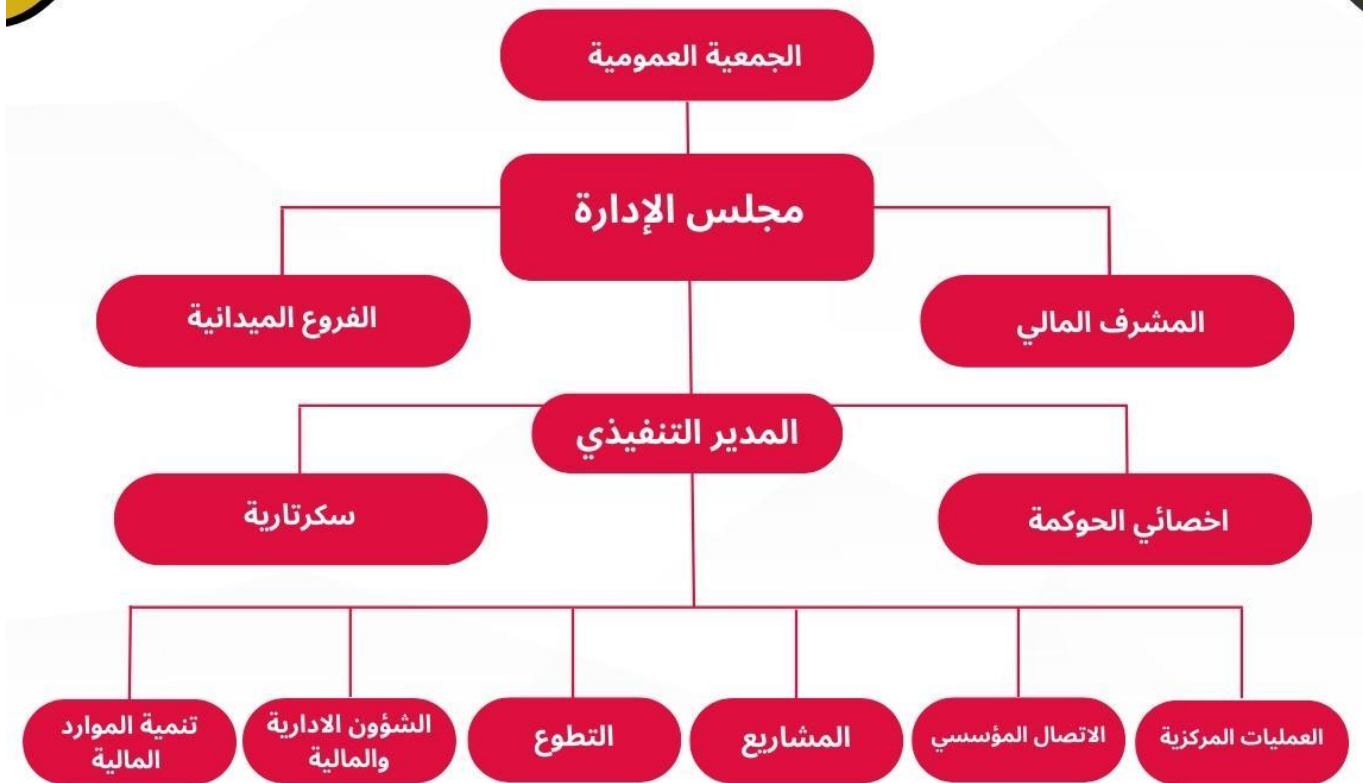 الجمعية العمومية
مجلس الإدارة
المشرف المالي
الفروع الميدانية
المدير التنفيذي
اخصائي الحوكمة
سكرتارية
العمليات المركزية
الاتصال المؤسسي
المشاريع
التطوع
الشؤون الادارية
والمالية
تنمية الموارد
المالية